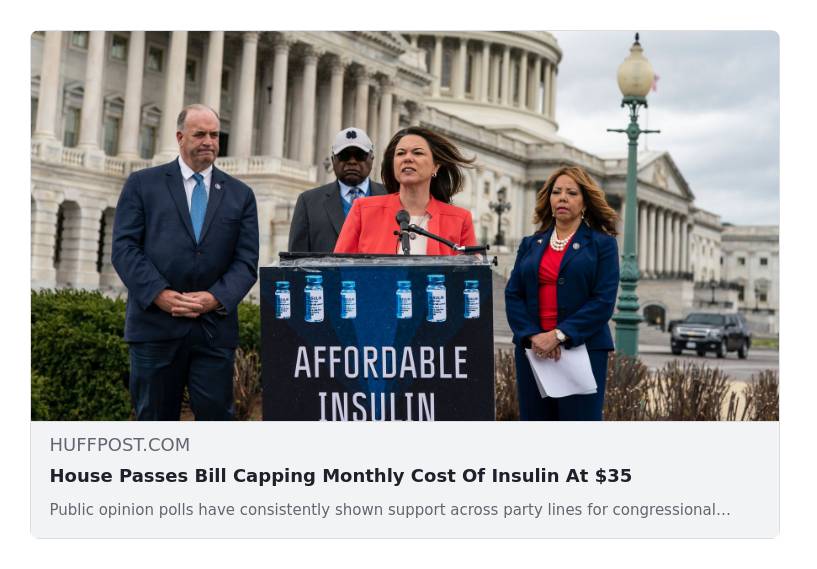 INSULIN
AFFORDABLE
INSULIN
HUFFPOST.COM
House Passes Bill Capping Monthly Cost Of Insulin At $35
Public opinion polls have consistently shown support across party lines for congressional…